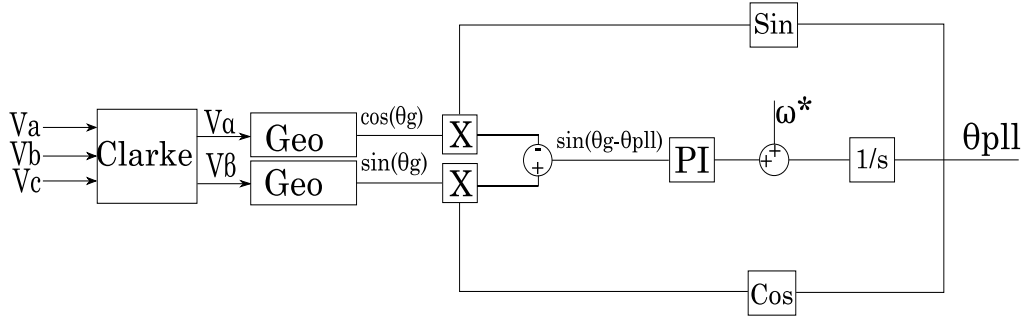 Sin
Va
Vb
Vc
Clarke
Vα
Vβ
Geo
Geo
cos(θg)
sin(θg)
X
X
-
+
sin(θg-θpll)
PI
ω*
+
+
1/s
θpll
Cos